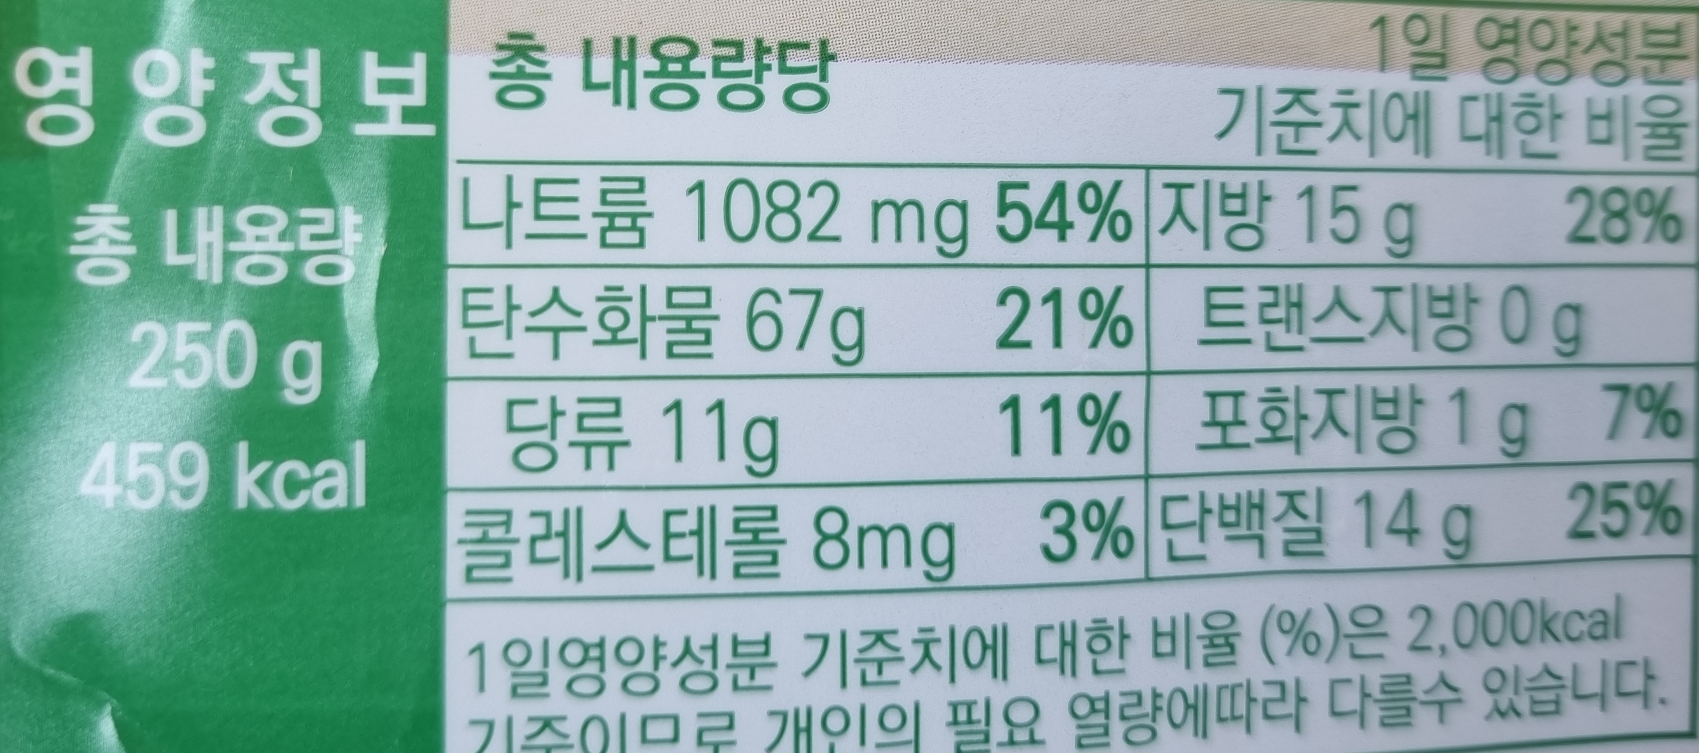 영양정보
총 내용량
250 g
459 kcal
총 내용량당
1일 영양성분
기준치에 대한 비율
나트륨 1082 mg 54% 지방 15 g 28%
탄수화물 67g 21% 트랜스지방 0 g
당류 11g 11% 포화지방 1 g 7%
콜레스테롤 8mg 3% 단백질 14 g 25%
1일영양성분 기준치에 대한 비율 (%)은 2,000kcal
기준이므로 개인의 필요 열량에따라 다를수 있습니다.